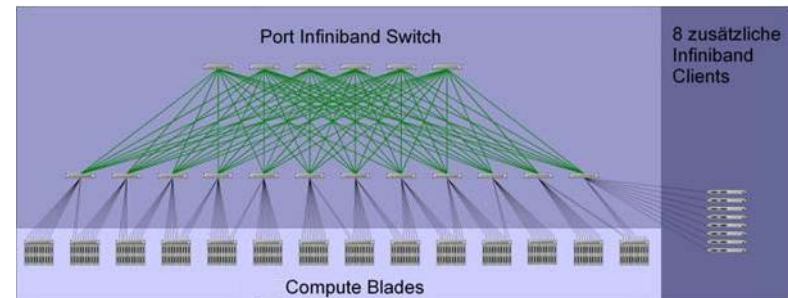 Port Infiniband Switch
8 zusätzliche
Infiniband
Clients
Compute Blades